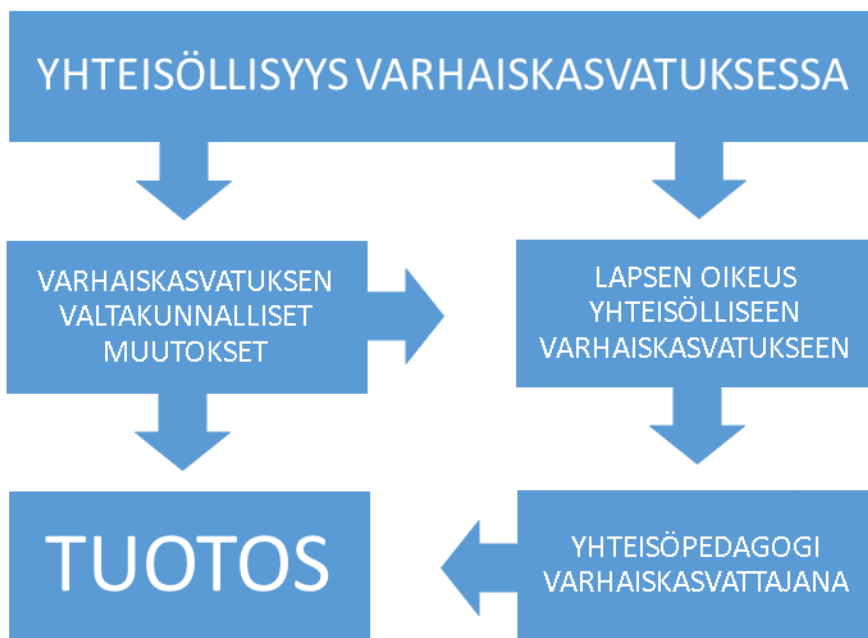 YHTEISÖLLISYYS VARHAISKASVATUKSESSA
VARHAISKASVATUKSEN
VALTAKUNNALLISET
MUUTOKSET
LAPSEN OIKEUS
YHTEISÖLLISEEN
VARHAISKASVATUKSEEN
TUOTOS
YHTEISÖPEDAGOGI
VARHAISKASVATTAJANA